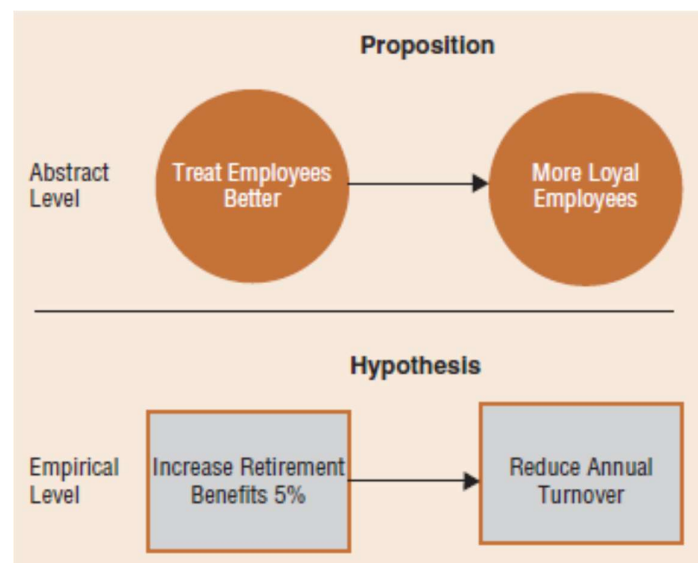 Proposition
Abstract
Level
Treat Employees
Better
More Loyal
Employees
Hypothesis
Empirical
Level
Increase Retirement
Benefits 5%
Reduce Annual
Turnover